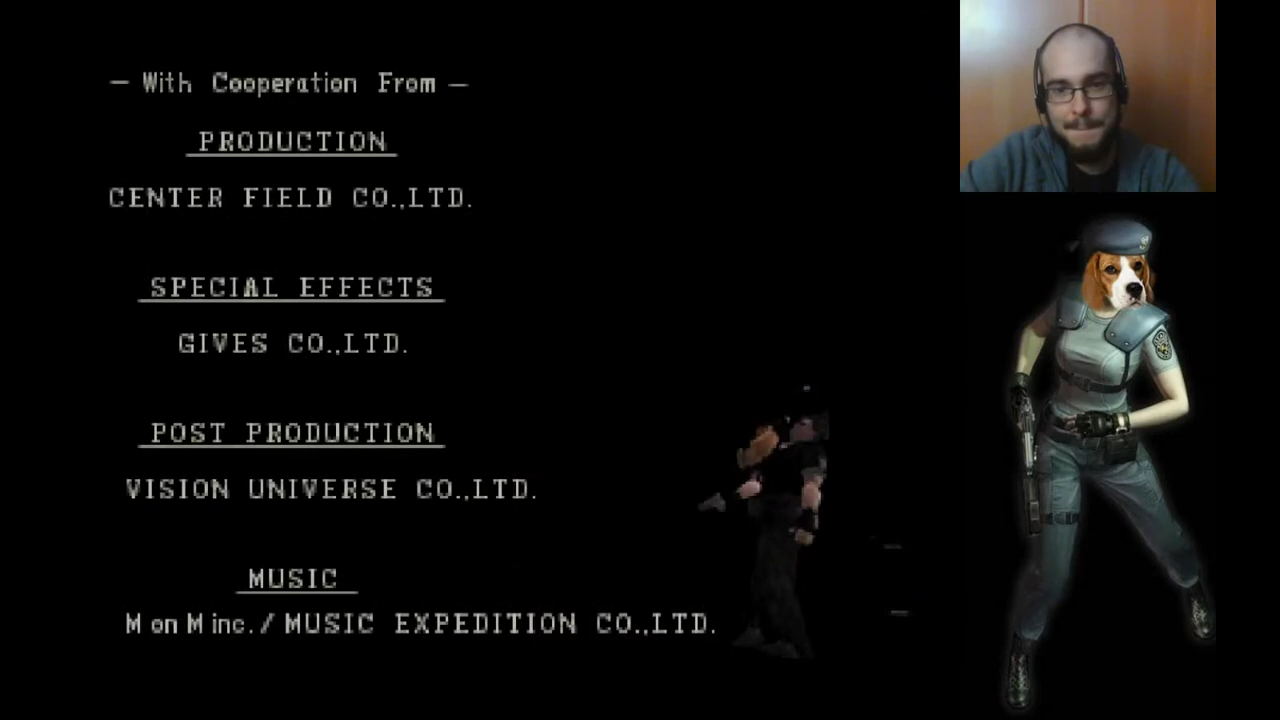 — With Cooperation From —
PRODUCTION
CENTER FIELD CO.,LTD.
SPECIAL EFFECTS
GIVES CO.,LTD.
POST PRODUCTION
VISION UNIVERSE CO.,LTD.
MUSIC
M on M inc. / MUSIC EXPEDITION CO.,LTD.